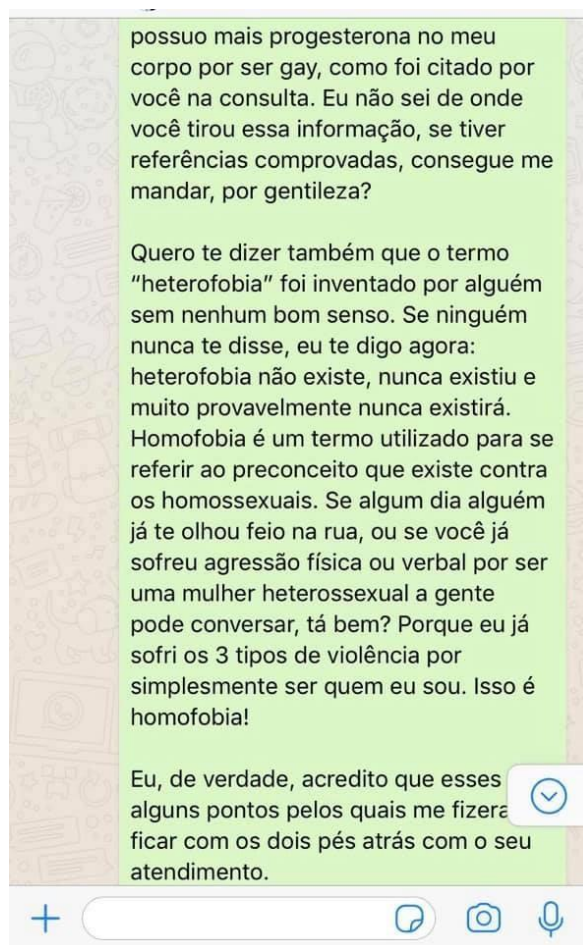 possuo mais progesterona no meu
corpo por ser gay, como foi citado por
você na consulta. Eu não sei de onde
você tirou essa informação, se tiver
referências comprovadas, consegue me
mandar, por gentileza?
Quero te dizer também que o termo
“heterofobia” foi inventado por alguém
sem nenhum bom senso. Se ninguém
nunca te disse, eu te digo agora:
heterofobia não existe, nunca existiu e
muito provavelmente nunca existirá.
Homofobia é um termo utilizado para se
referir ao preconceito que existe contra
os homossexuais. Se algum dia alguém
já te olhou feio na rua, ou se você já
sofreu agressão física ou verbal por ser
uma mulher heterossexual a gente
pode conversar, tá bem? Porque eu já
sofri os 3 tipos de violência por
simplesmente ser quem eu sou. Isso é
homofobia!
Eu, de verdade, acredito que esses
alguns pontos pelos quais me fizera
ficar com os dois pés atrás com o seu
atendimento.